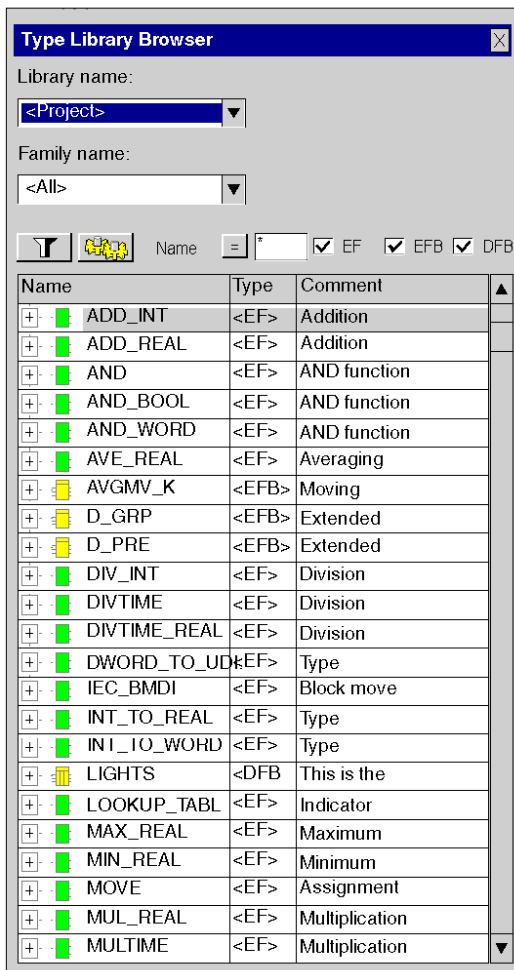 Type Library Browser
Library name:
<Project>
Family name:
<All>
Name = * EF EFB DFB
Name Type Comment
ADD_INT <EF> Addition
ADD_REAL <EF> Addition
AND <EF> AND function
AND_BOOL <EF> AND function
AND_WORD <EF> AND function
AVE_REAL <EF> Averaging
AVGMV_K <EFB> Moving
D_GRP <EFB> Extended
D_PRE <EFB> Extended
DIV_INT <EF> Division
DIVTIME <EF> Division
DIVTIME_REAL <EF> Division
DWORD_TO_UDI <EF> Type
IEC_BMDI <EF> Block move
INT_TO_REAL <EF> Type
INT_TO_WORD <EF> Type
LIGHTS <DFB This is the
LOOKUP_TABL <EF> Indicator
MAX_REAL <EF> Maximum
MIN_REAL <EF> Minimum
MOVE <EF> Assignment
MUL_REAL <EF> Multiplication
MULTIME <EF> Multiplication